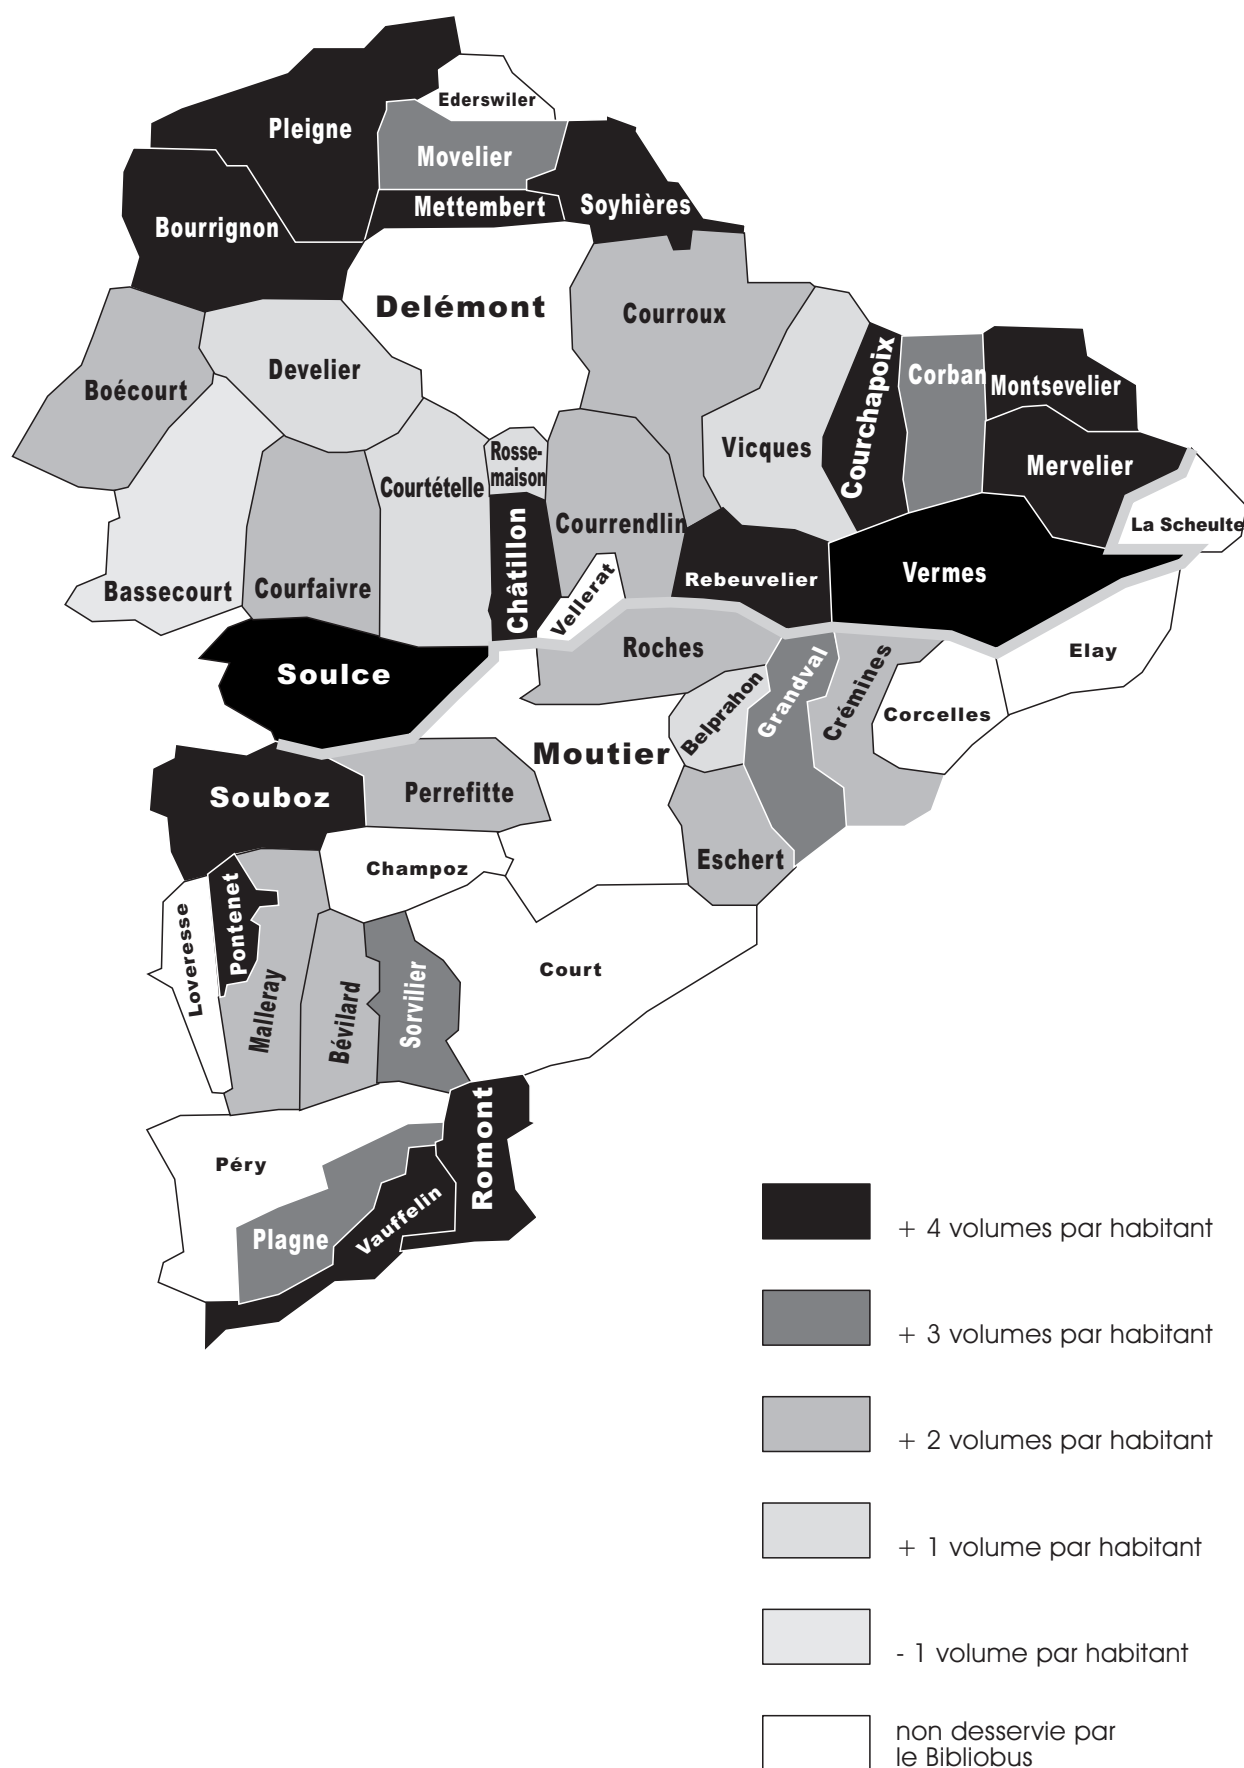 Ederswiler
Pleigne
Movelier
Mettembert
Soyhières
Bourrignon
Delémont
Courroux
Develier
Boécourt
Courchapoix
Corban
Montsevelier
Vicques
Rosse-
maison
Mervelier
Courtételle
Courrendlin
La Scheulte
Châtillon
Vellerat
Rebeuvelier
Vermes
Bassecourt
Courfaivre
Roches
Elay
Soulce
Belprahon
Grandval
Crémines
Corcelles
Moutier
Souboz
Perrefitte
Eschert
Champoz
Loveresse
Pontenet
Malleray
Bévilard
Sorvilier
Court
Romont
Péry
Plagne
Vauffelin
+ 4 volumes par habitant
+ 3 volumes par habitant
+ 2 volumes par habitant
+ 1 volume par habitant
- 1 volume par habitant
non desservie par
le Bibliobus